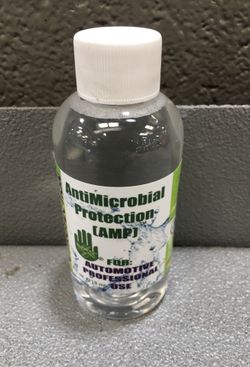 AntiMicrobial
Protection
[AMP]
®
FOR:
AUTOMOTIVE
PROFESSIONAL
USE